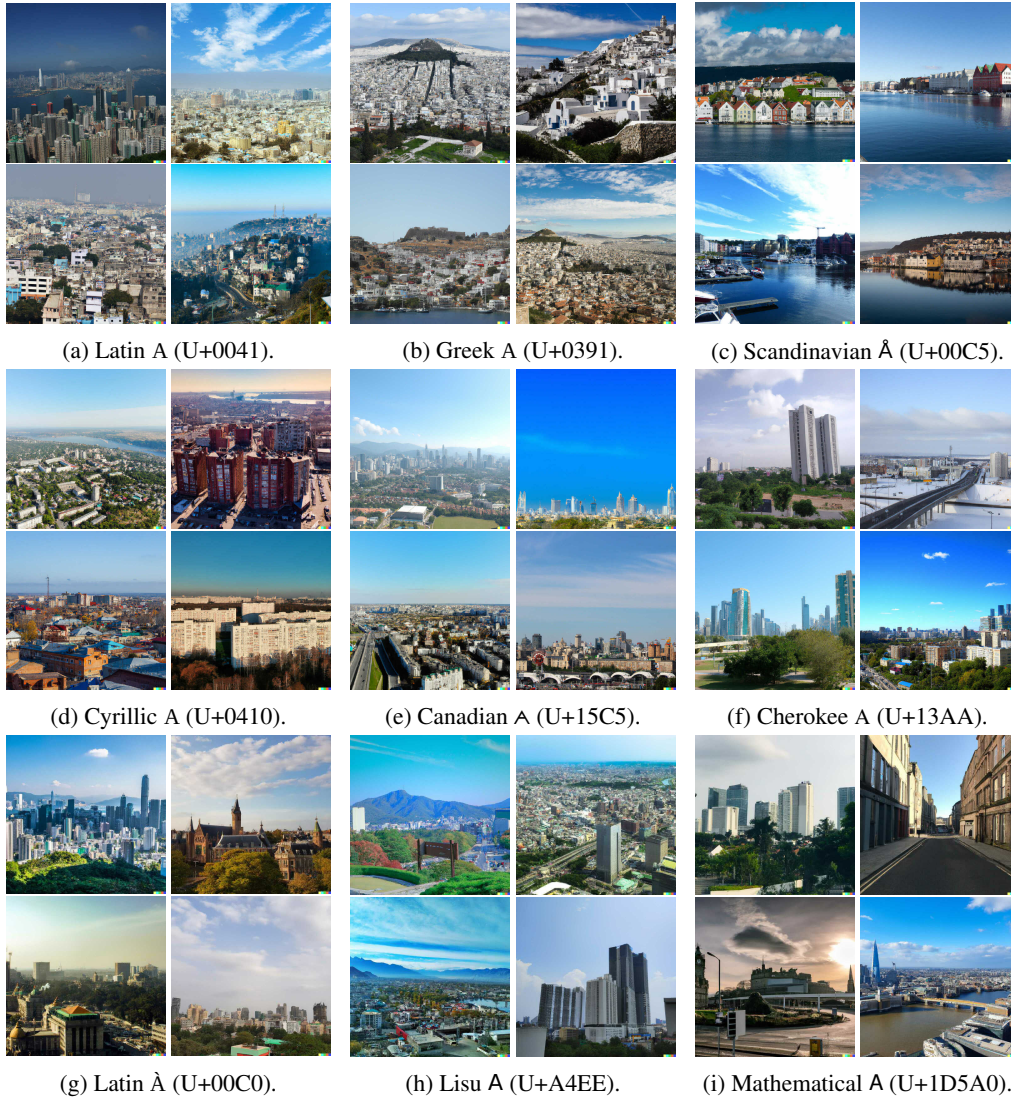 (a) Latin A (U+0041).
(b) Greek Α (U+0391).
(c) Scandinavian Å (U+00C5).
(d) Cyrillic А (U+0410).
(e) Canadian ᗅ (U+15C5).
(f) Cherokee Ꭺ (U+13AA).
(g) Latin À (U+00C0).
(h) Lisu ꓮ (U+A4EE).
(i) Mathematical 𝖠 (U+1D5A0).